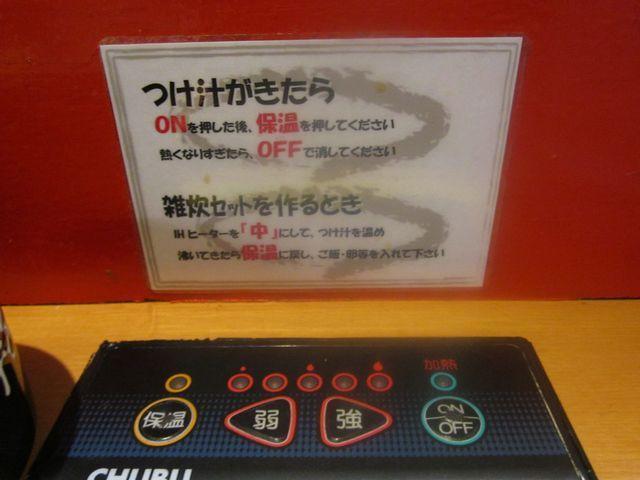 つけ汁がきたら
ONを押した後、保温を押してください
熱くなりすぎたら、OFFで消してください
雑炊セットを作るとき
IHヒーターを「中」にして、つけ汁を温め
沸いてきたら保温に戻し、ご飯・卵等を入れて下さい
加熱
保温
弱
強
ON/OFF
CHUBU